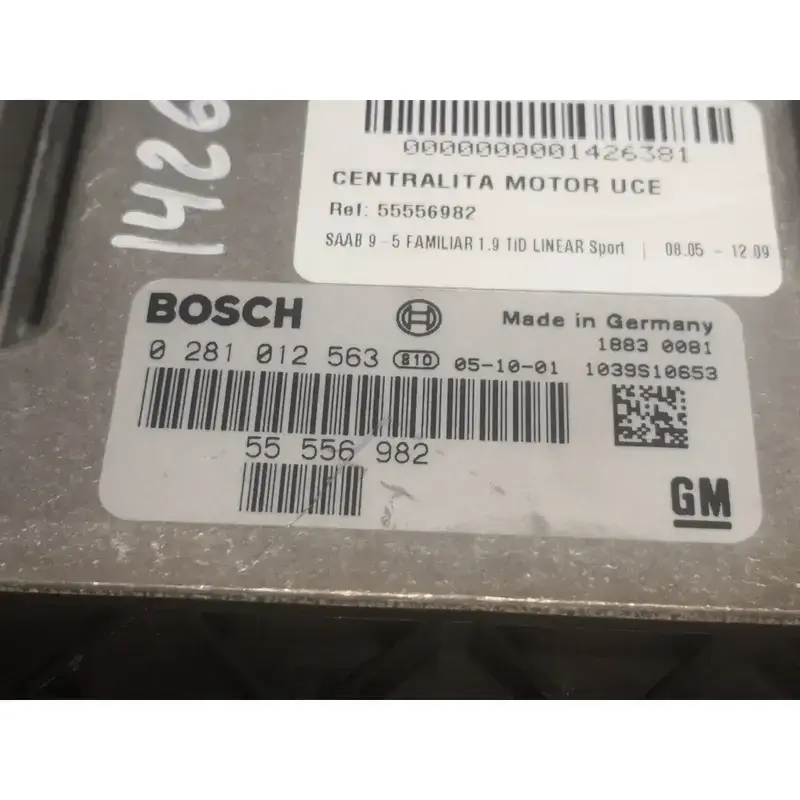 1426
0000000001426381
CENTRALITA MOTOR UCE
Ref: 55556982
SAAB 9-5 FAMILIAR 1.9 TiD LINEAR Sport | 08.05 - 12.09
BOSCH Made in Germany
1883 0081
0 281 012 563 810 05-10-01 1039S10653
55 556 982
GM